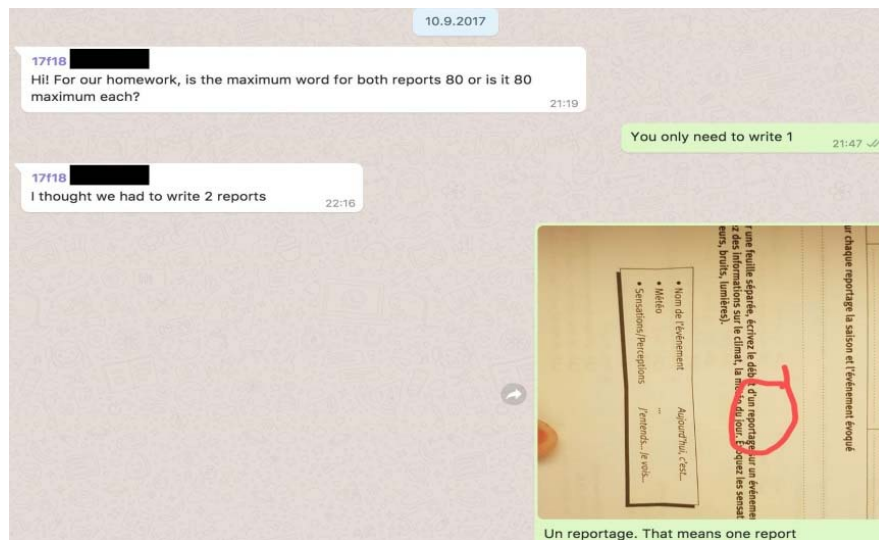 10.9.2017
17f18
Hi! For our homework, is the maximum word for both reports 80 or is it 80
maximum each?
21:19
You only need to write 1
21:47
17f18
I thought we had to write 2 reports
22:16
ur chaque reportage la saison et l'événement évoqué
r une feuille séparée, écrivez le début d'un reportage sur un événeme
z des informations sur le climat, la météo du jour. Évoquez les sensat
eurs, bruits, lumières).
• Nom de l'événement Aujourd'hui, c'est...
• Météo ...
• Sensations/Perceptions J'entends... Je vois...
Un reportage. That means one report